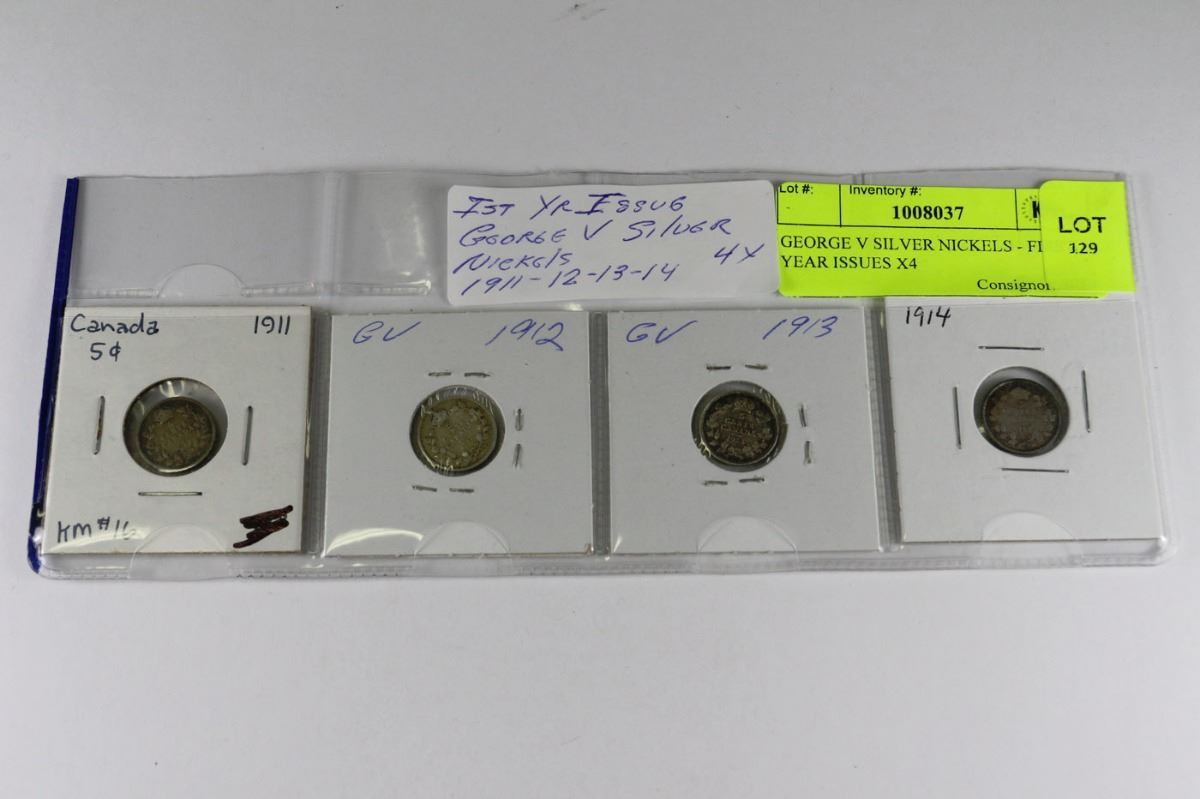 1st Yr Issue
George V Silver
Nickels 4x
1911-12-13-14
Lot #: Inventory #:
1008037
K
LOT
129
GEORGE V SILVER NICKELS -
YEAR ISSUES X4
Consignor
Canada 1911
5¢
KM #16
GV 1912
GV 1913
1914